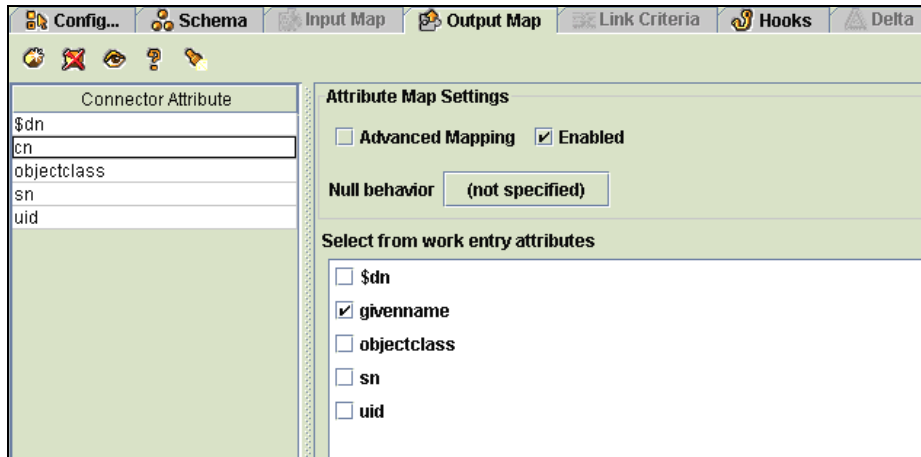 Config... Schema Input Map Output Map Link Criteria Hooks Delta
Connector Attribute
$dn
cn
objectclass
sn
uid
Attribute Map Settings
Advanced Mapping Enabled
Null behavior (not specified)
Select from work entry attributes
$dn
givenname
objectclass
sn
uid